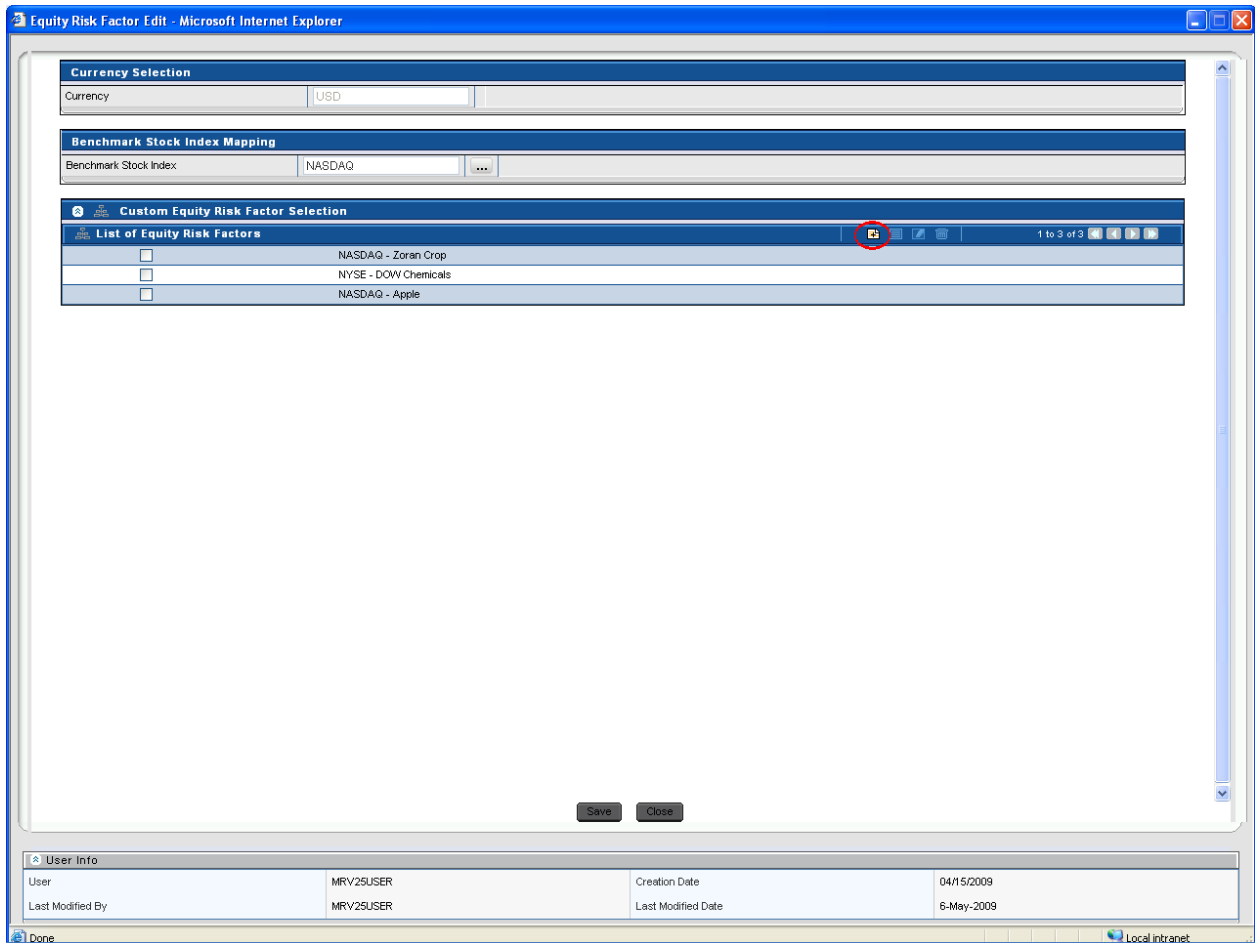 Equity Risk Factor Edit - Microsoft Internet Explorer
Currency Selection
Currency USD
Benchmark Stock Index Mapping
Benchmark Stock Index NASDAQ ...
Custom Equity Risk Factor Selection
List of Equity Risk Factors 1 to 3 of 3
NASDAQ - Zoran Crop
NYSE - DOW Chemicals
NASDAQ - Apple
Save Close
User Info
User MRV25USER Creation Date 04/15/2009
Last Modified By MRV25USER Last Modified Date 6-May-2009
Done Local intranet